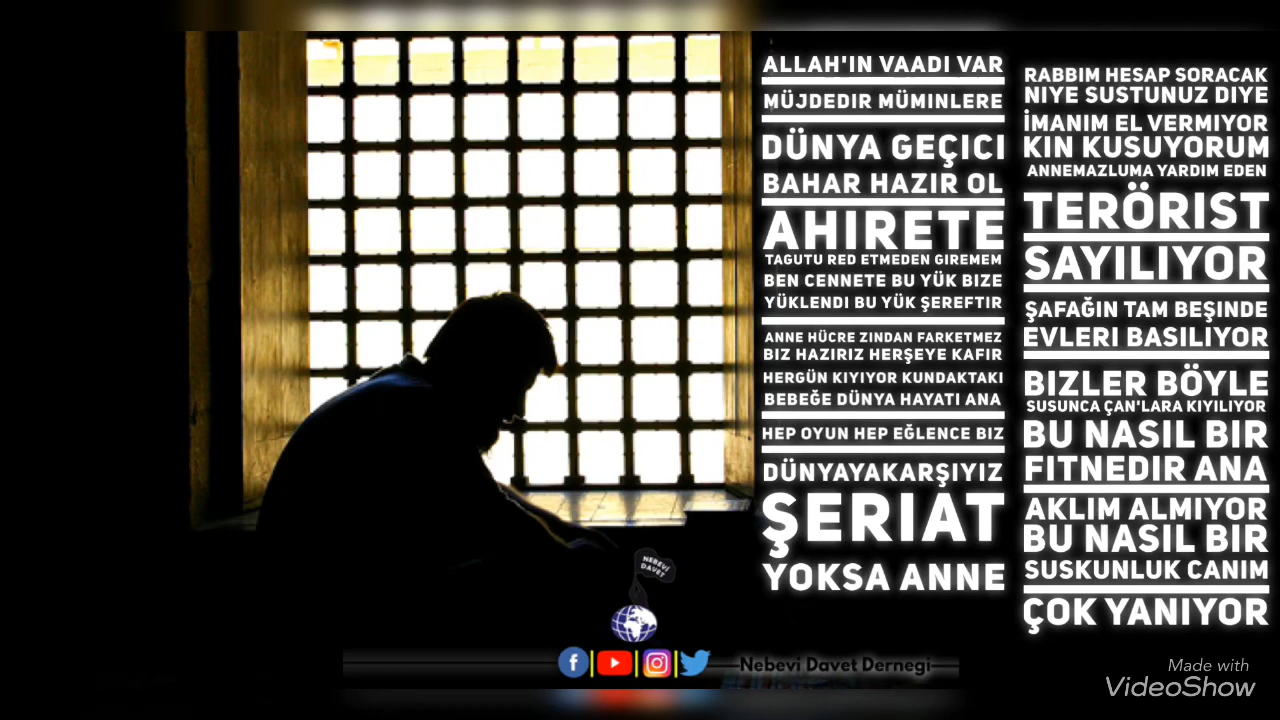 ALLAH'IN VAADI VAR
MÜJDEDIR MÜMINLERE
DÜNYA GEÇICI
BAHAR HAZIR OL
AHIRETE
TAGUTU RED ETMEDEN GIREMEM
BEN CENNETE BU YÜK BIZE
YÜKLENDI BU YÜK ŞEREFTIR
ANNE HÜCRE ZINDAN FARKETMEZ
BIZ HAZIRIZ HERŞEYE KAFIR
HERGÜN KIYIYOR KUNDAKTAKI
BEBEĞE DÜNYA HAYATI ANA
HEP OYUN HEP EĞLENCE BIZ
DÜNYAYAKARŞIYIZ
ŞERIAT
YOKSA ANNE
RABBIM HESAP SORACAK
NIYE SUSTUNUZ DIYE
İMANIM EL VERMIYOR
KIN KUSUYORUM
ANNEMAZLUMA YARDIM EDEN
TERÖRIST
SAYILIYOR
ŞAFAĞIN TAM BEŞINDE
EVLERI BASILIYOR
BIZLER BÖYLE
SUSUNCA ÇAN'LARA KIYILIYOR
BU NASIL BIR
FITNEDIR ANA
AKLIM ALMIYOR
BU NASIL BIR
SUSKUNLUK CANIM
ÇOK YANIYOR
NEBEVİ
DAVET
Nebevi Davet Dernegi
Made with
VideoShow